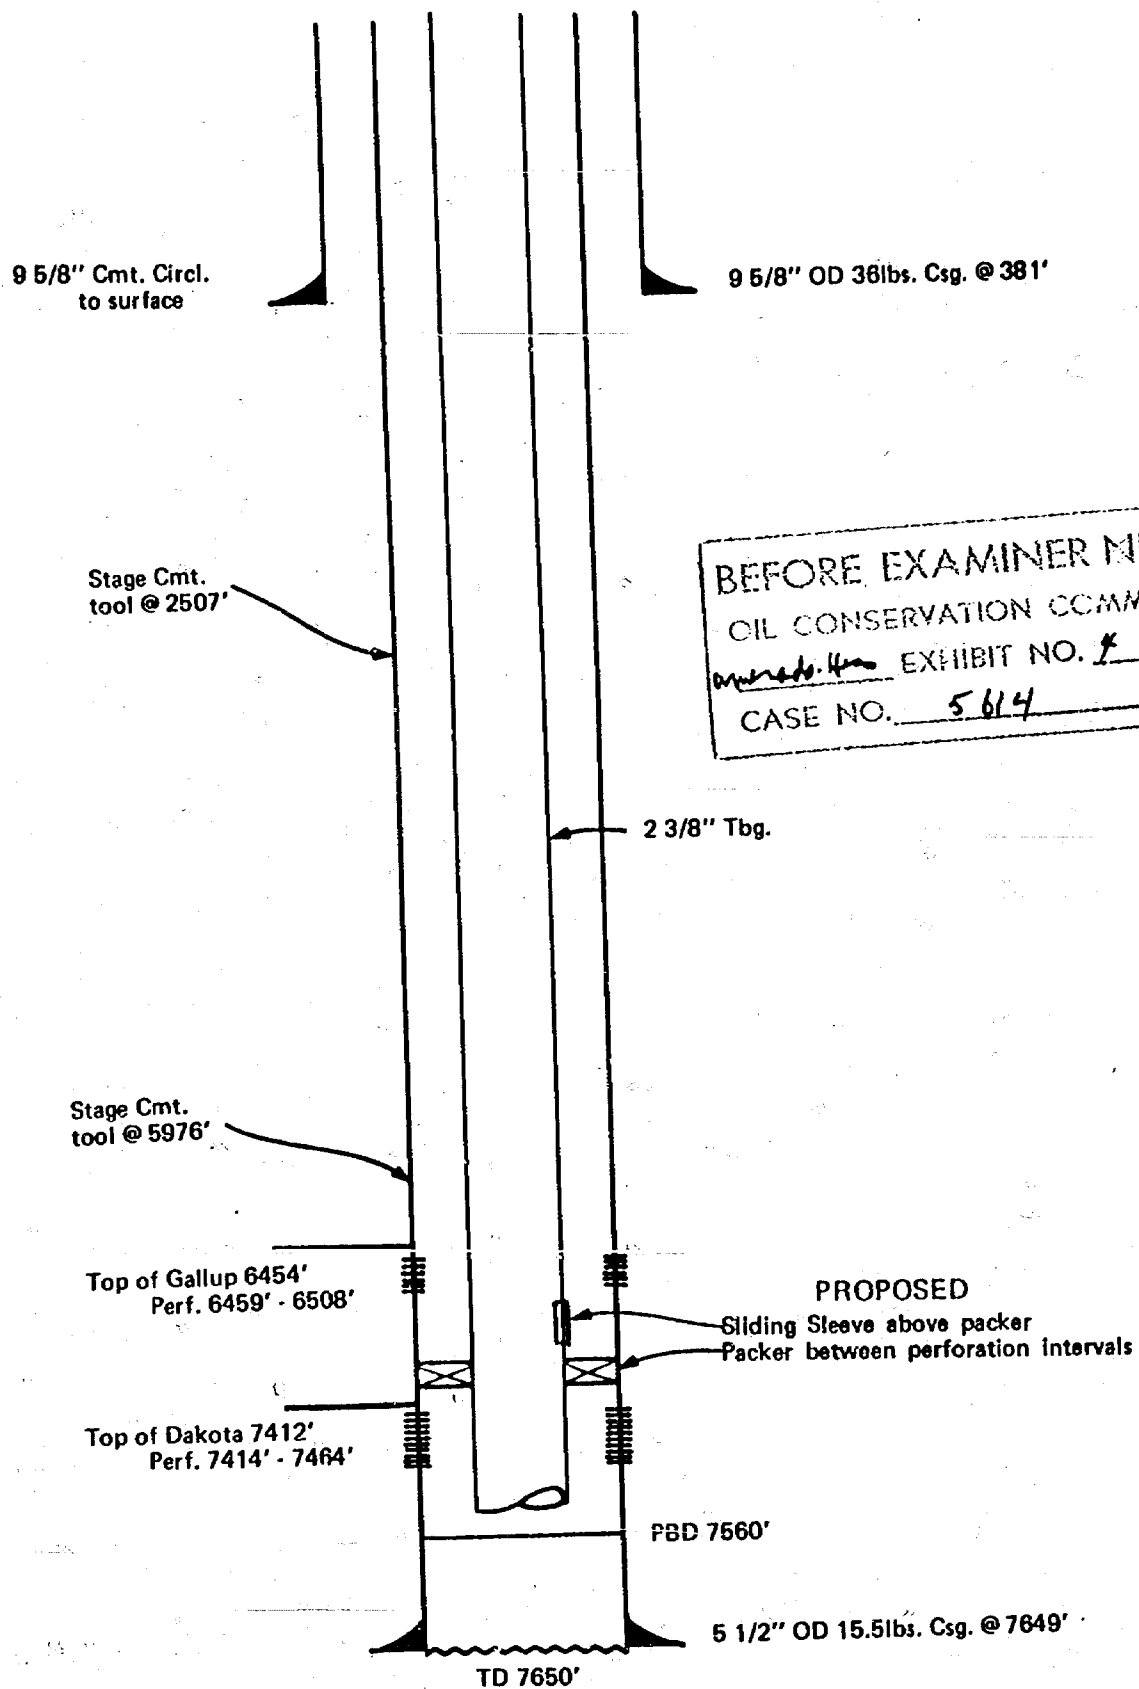 9 5/8" Cmt. Circl.
to surface
9 5/8" OD 36lbs. Csg. @ 381'
Stage Cmt.
tool @ 2507'
BEFORE EXAMINER
OIL CONSERVATION COMM
EXHIBIT NO.
CASE NO. 5614
2 3/8" Tbg.
Stage Cmt.
tool @ 5976'
Top of Gallup 6454'
Perf. 6459' - 6508'
PROPOSED
Sliding Sleeve above packer
Packer between perforation intervals
Top of Dakota 7412'
Perf. 7414' - 7464'
PBD 7560'
5 1/2" OD 15.5lbs. Csg. @ 7649'
TD 7650'